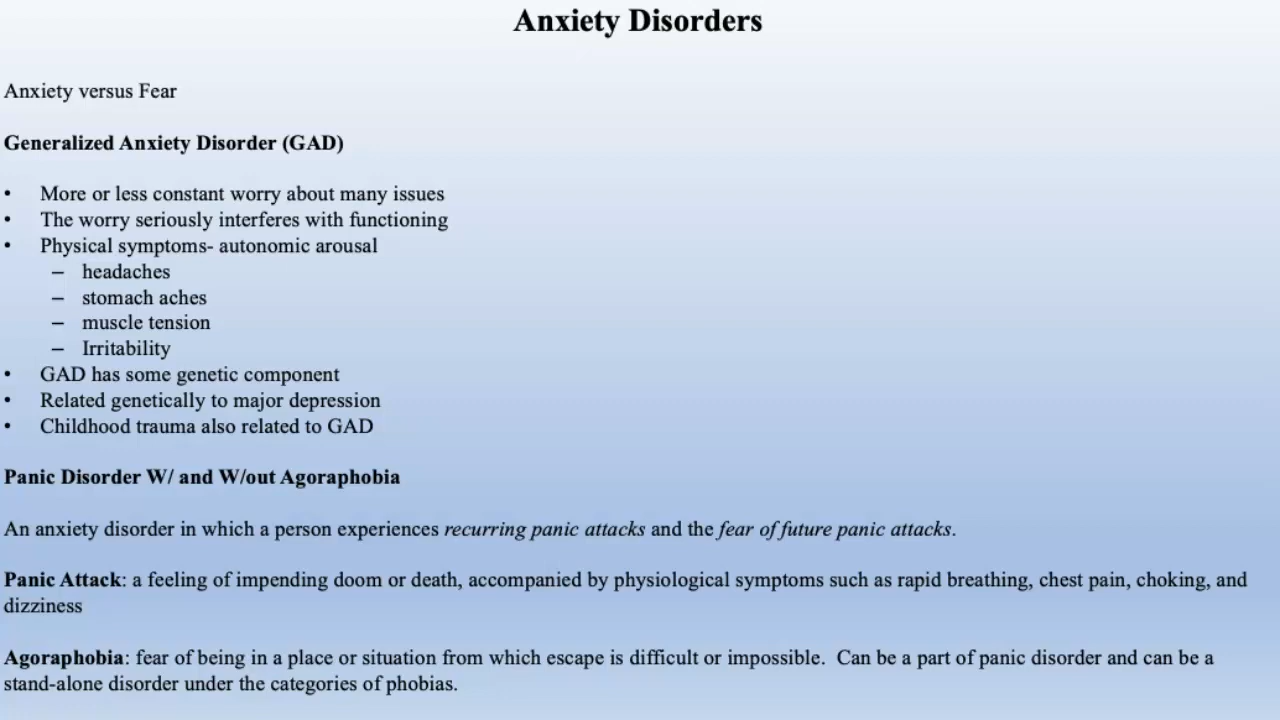 Anxiety Disorders
Anxiety versus Fear
Generalized Anxiety Disorder (GAD)
• More or less constant worry about many issues
• The worry seriously interferes with functioning
• Physical symptoms- autonomic arousal
– headaches
– stomach aches
– muscle tension
– Irritability
• GAD has some genetic component
• Related genetically to major depression
• Childhood trauma also related to GAD
Panic Disorder W/ and W/out Agoraphobia
An anxiety disorder in which a person experiences recurring panic attacks and the fear of future panic attacks.
Panic Attack: a feeling of impending doom or death, accompanied by physiological symptoms such as rapid breathing, chest pain, choking, and
dizziness
Agoraphobia: fear of being in a place or situation from which escape is difficult or impossible.  Can be a part of panic disorder and can be a
stand-alone disorder under the categories of phobias.